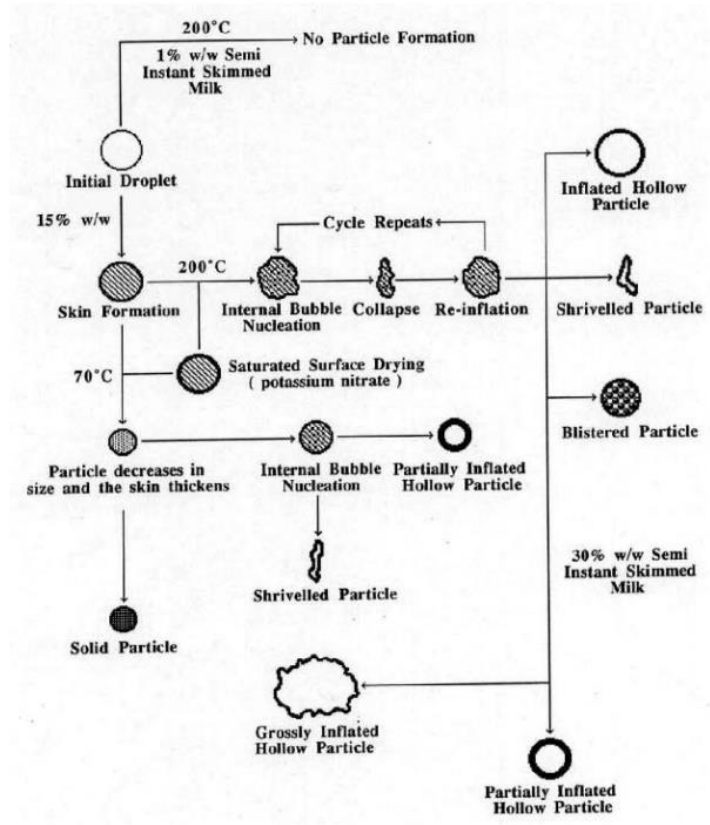 200°C
No Particle Formation
1% w/w Semi
Instant Skimmed
Milk
Initial Droplet
Inflated Hollow
Particle
15% w/w
Cycle Repeats
200°C
Skin Formation
Internal Bubble
Nucleation
Collapse
Re-inflation
Shrivelled Particle
70°C
Saturated Surface Drying
( potassium nitrate )
Blistered Particle
Particle decreases in
size and the skin thickens
Internal Bubble
Nucleation
Partially Inflated
Hollow Particle
30% w/w Semi
Instant Skimmed
Milk
Shrivelled Particle
Solid Particle
Grossly Inflated
Hollow Particle
Partially Inflated
Hollow Particle